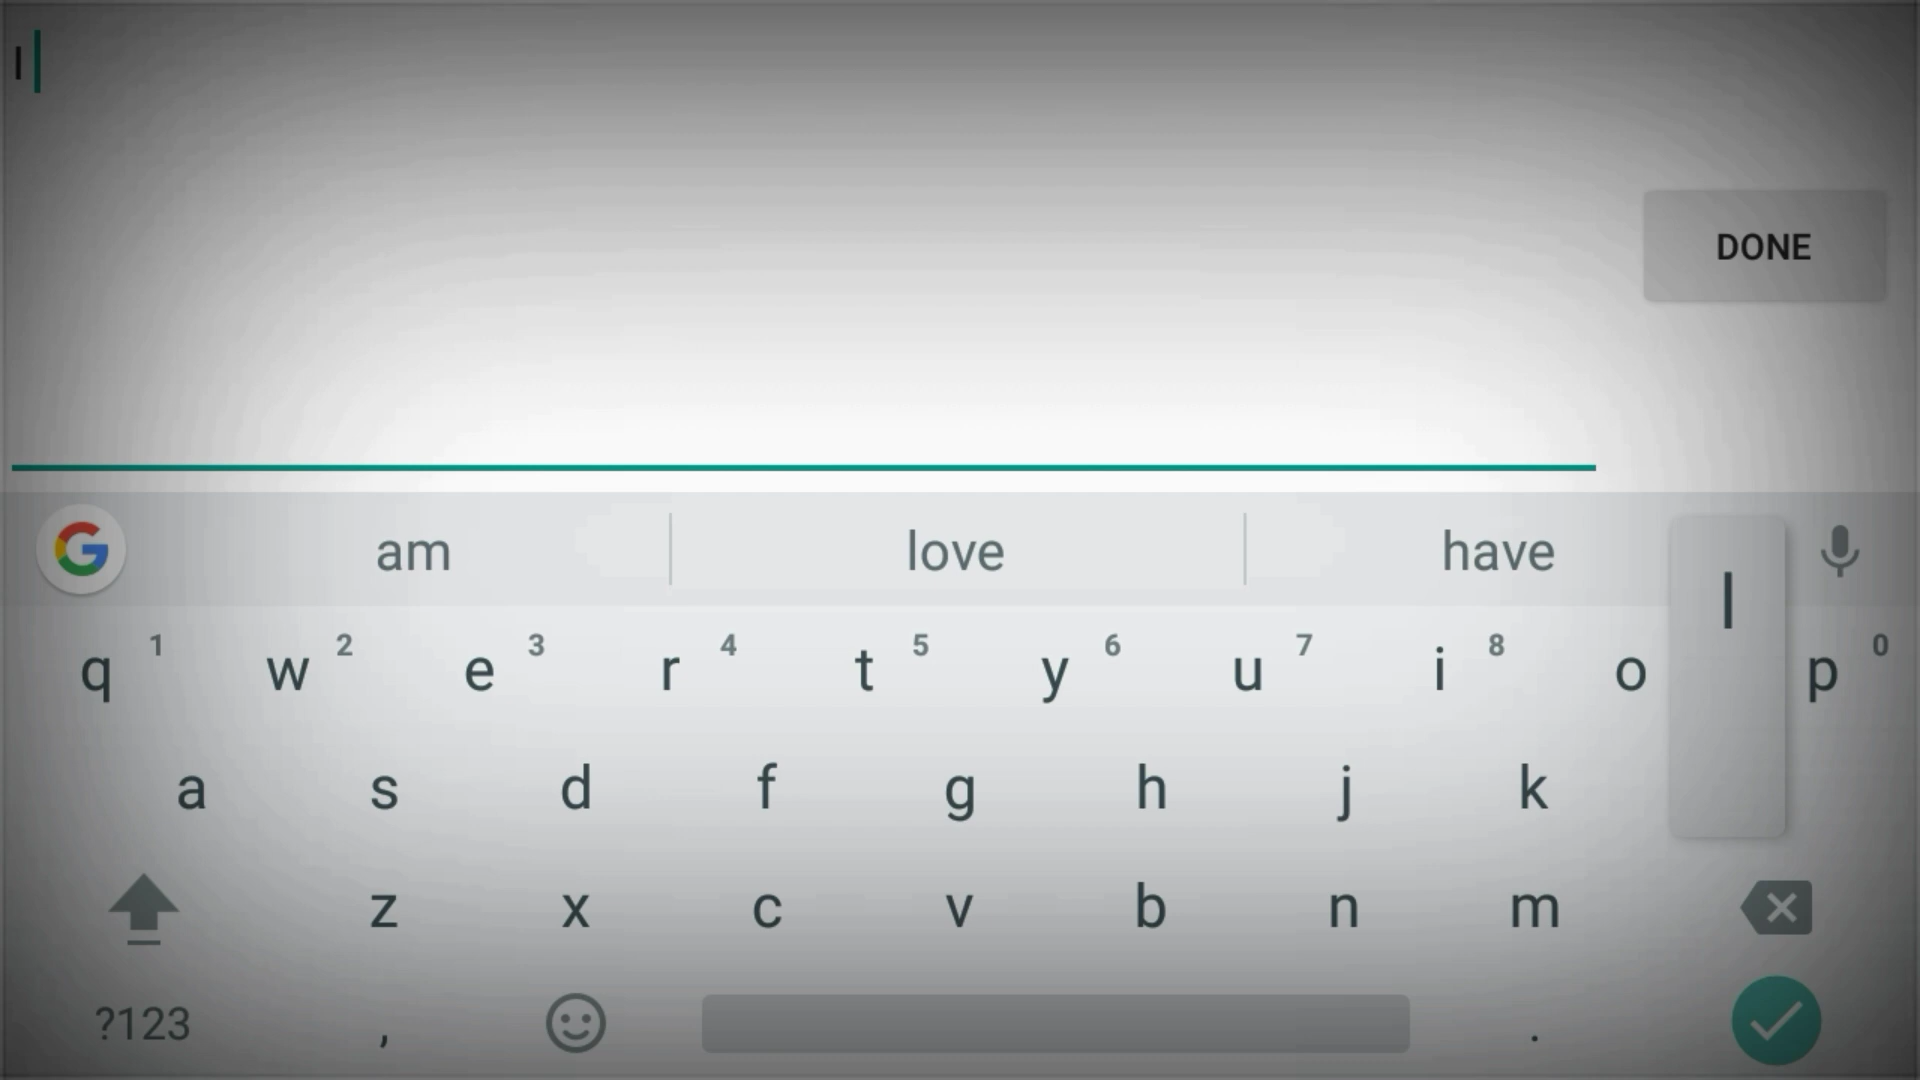 I
DONE
am love have
q 1 w 2 e 3 r 4 t 5 y 6 u 7 i 8 o p 0
a s d f g h j k l
z x c v b n m
?123 , .